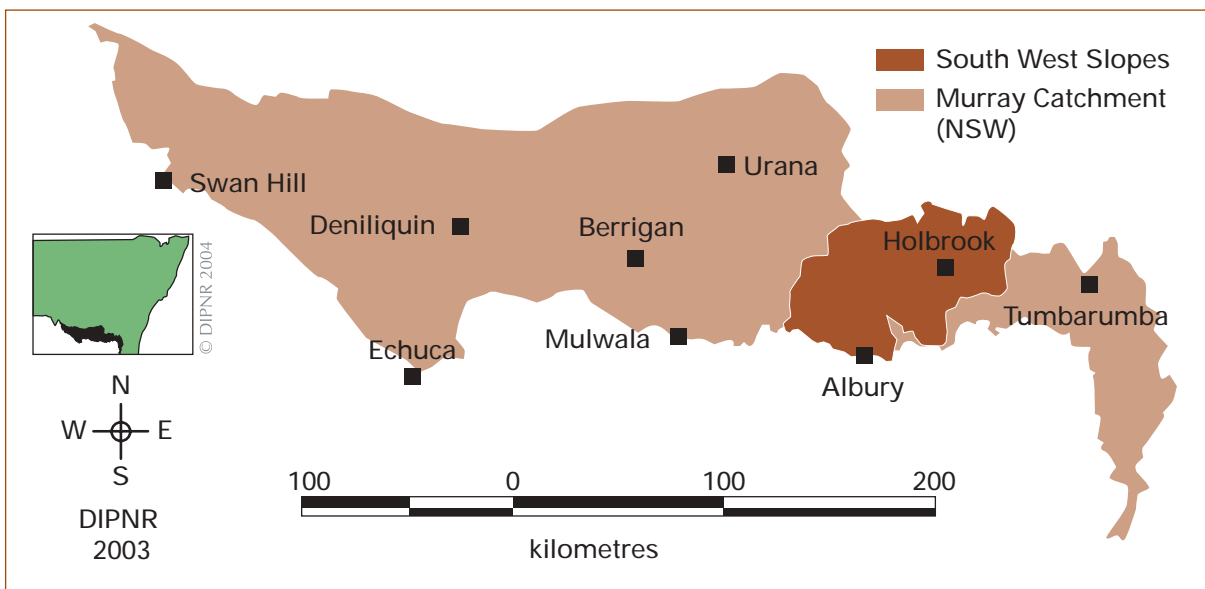 South West Slopes
Murray Catchment
(NSW)
Urana
Swan Hill
Deniliquin
Berrigan
Holbrook
Tumbarumba
Mulwala
Echuca
Albury
© DIPNR 2004
N
W E
S
DIPNR
2003
100 0 100 200
kilometres